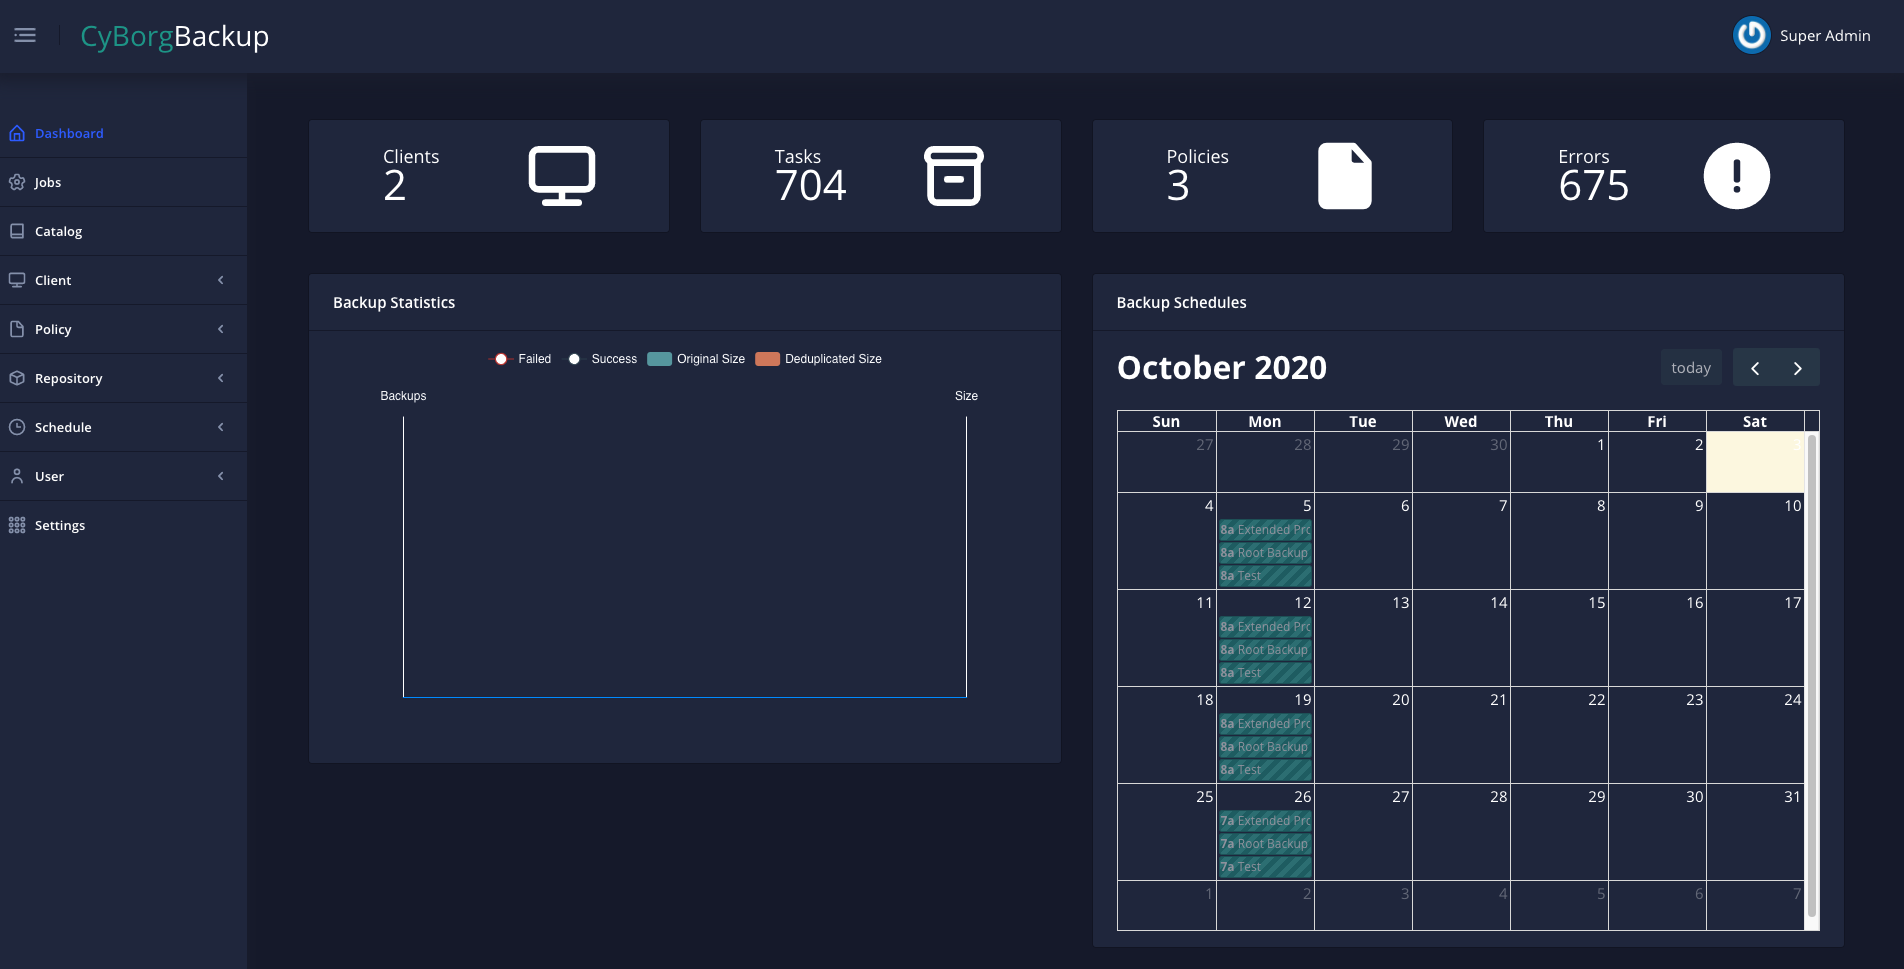 CyBorgBackup
Super Admin
Dashboard
Jobs
Catalog
Client
Policy
Repository
Schedule
User
Settings
Clients
2
Tasks
704
Policies
3
Errors
675
Backup Statistics
Failed Success Original Size Deduplicated Size
Backups Size
Backup Schedules
October 2020
today
Sun Mon Tue Wed Thu Fri Sat
27 28 29 30 1 2 3
4 5 6 7 8 9 10
8a Extended Pro
8a Root Backup
8a Test
11 12 13 14 15 16 17
8a Extended Pro
8a Root Backup
8a Test
18 19 20 21 22 23 24
8a Extended Pro
8a Root Backup
8a Test
25 26 27 28 29 30 31
7a Extended Pro
7a Root Backup
7a Test
1 2 3 4 5 6 7